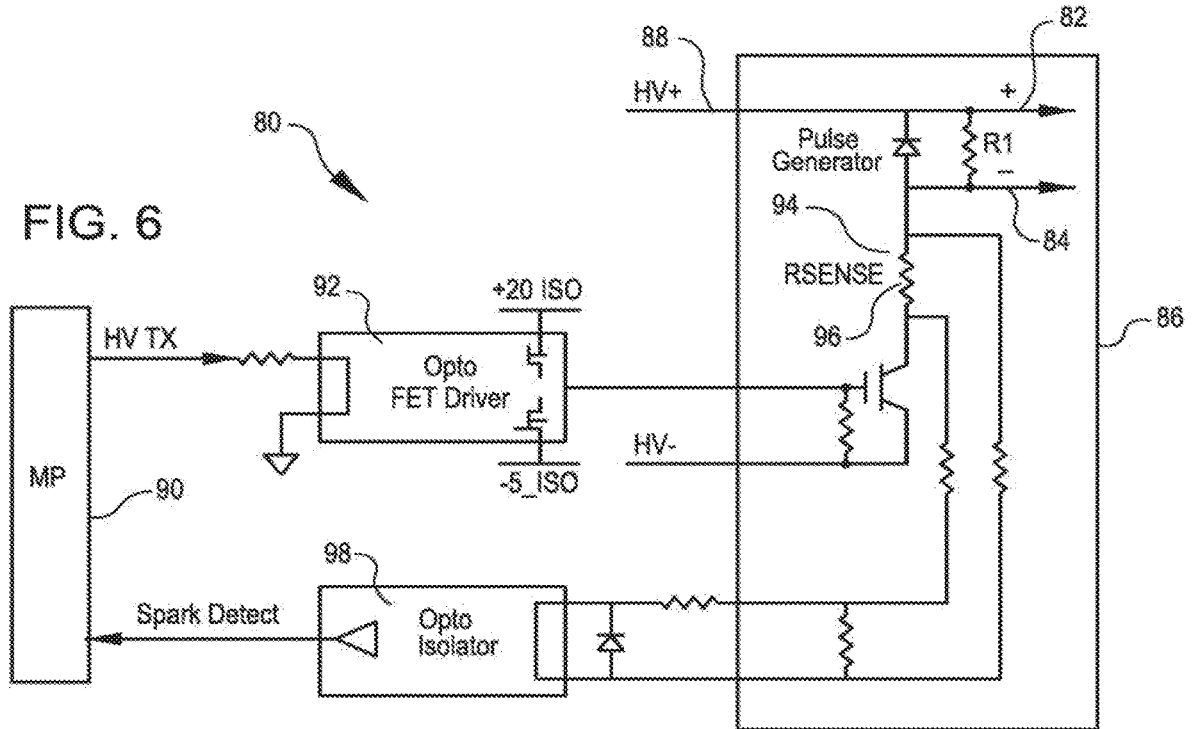 82
88
HV+
+
80
Pulse
Generator
R1
–
FIG. 6
94
84
RSENSE
92
+20 ISO
96
86
HV TX
Opto
FET Driver
HV-
-5_ISO
MP
90
98
Spark Detect
Opto
Isolator